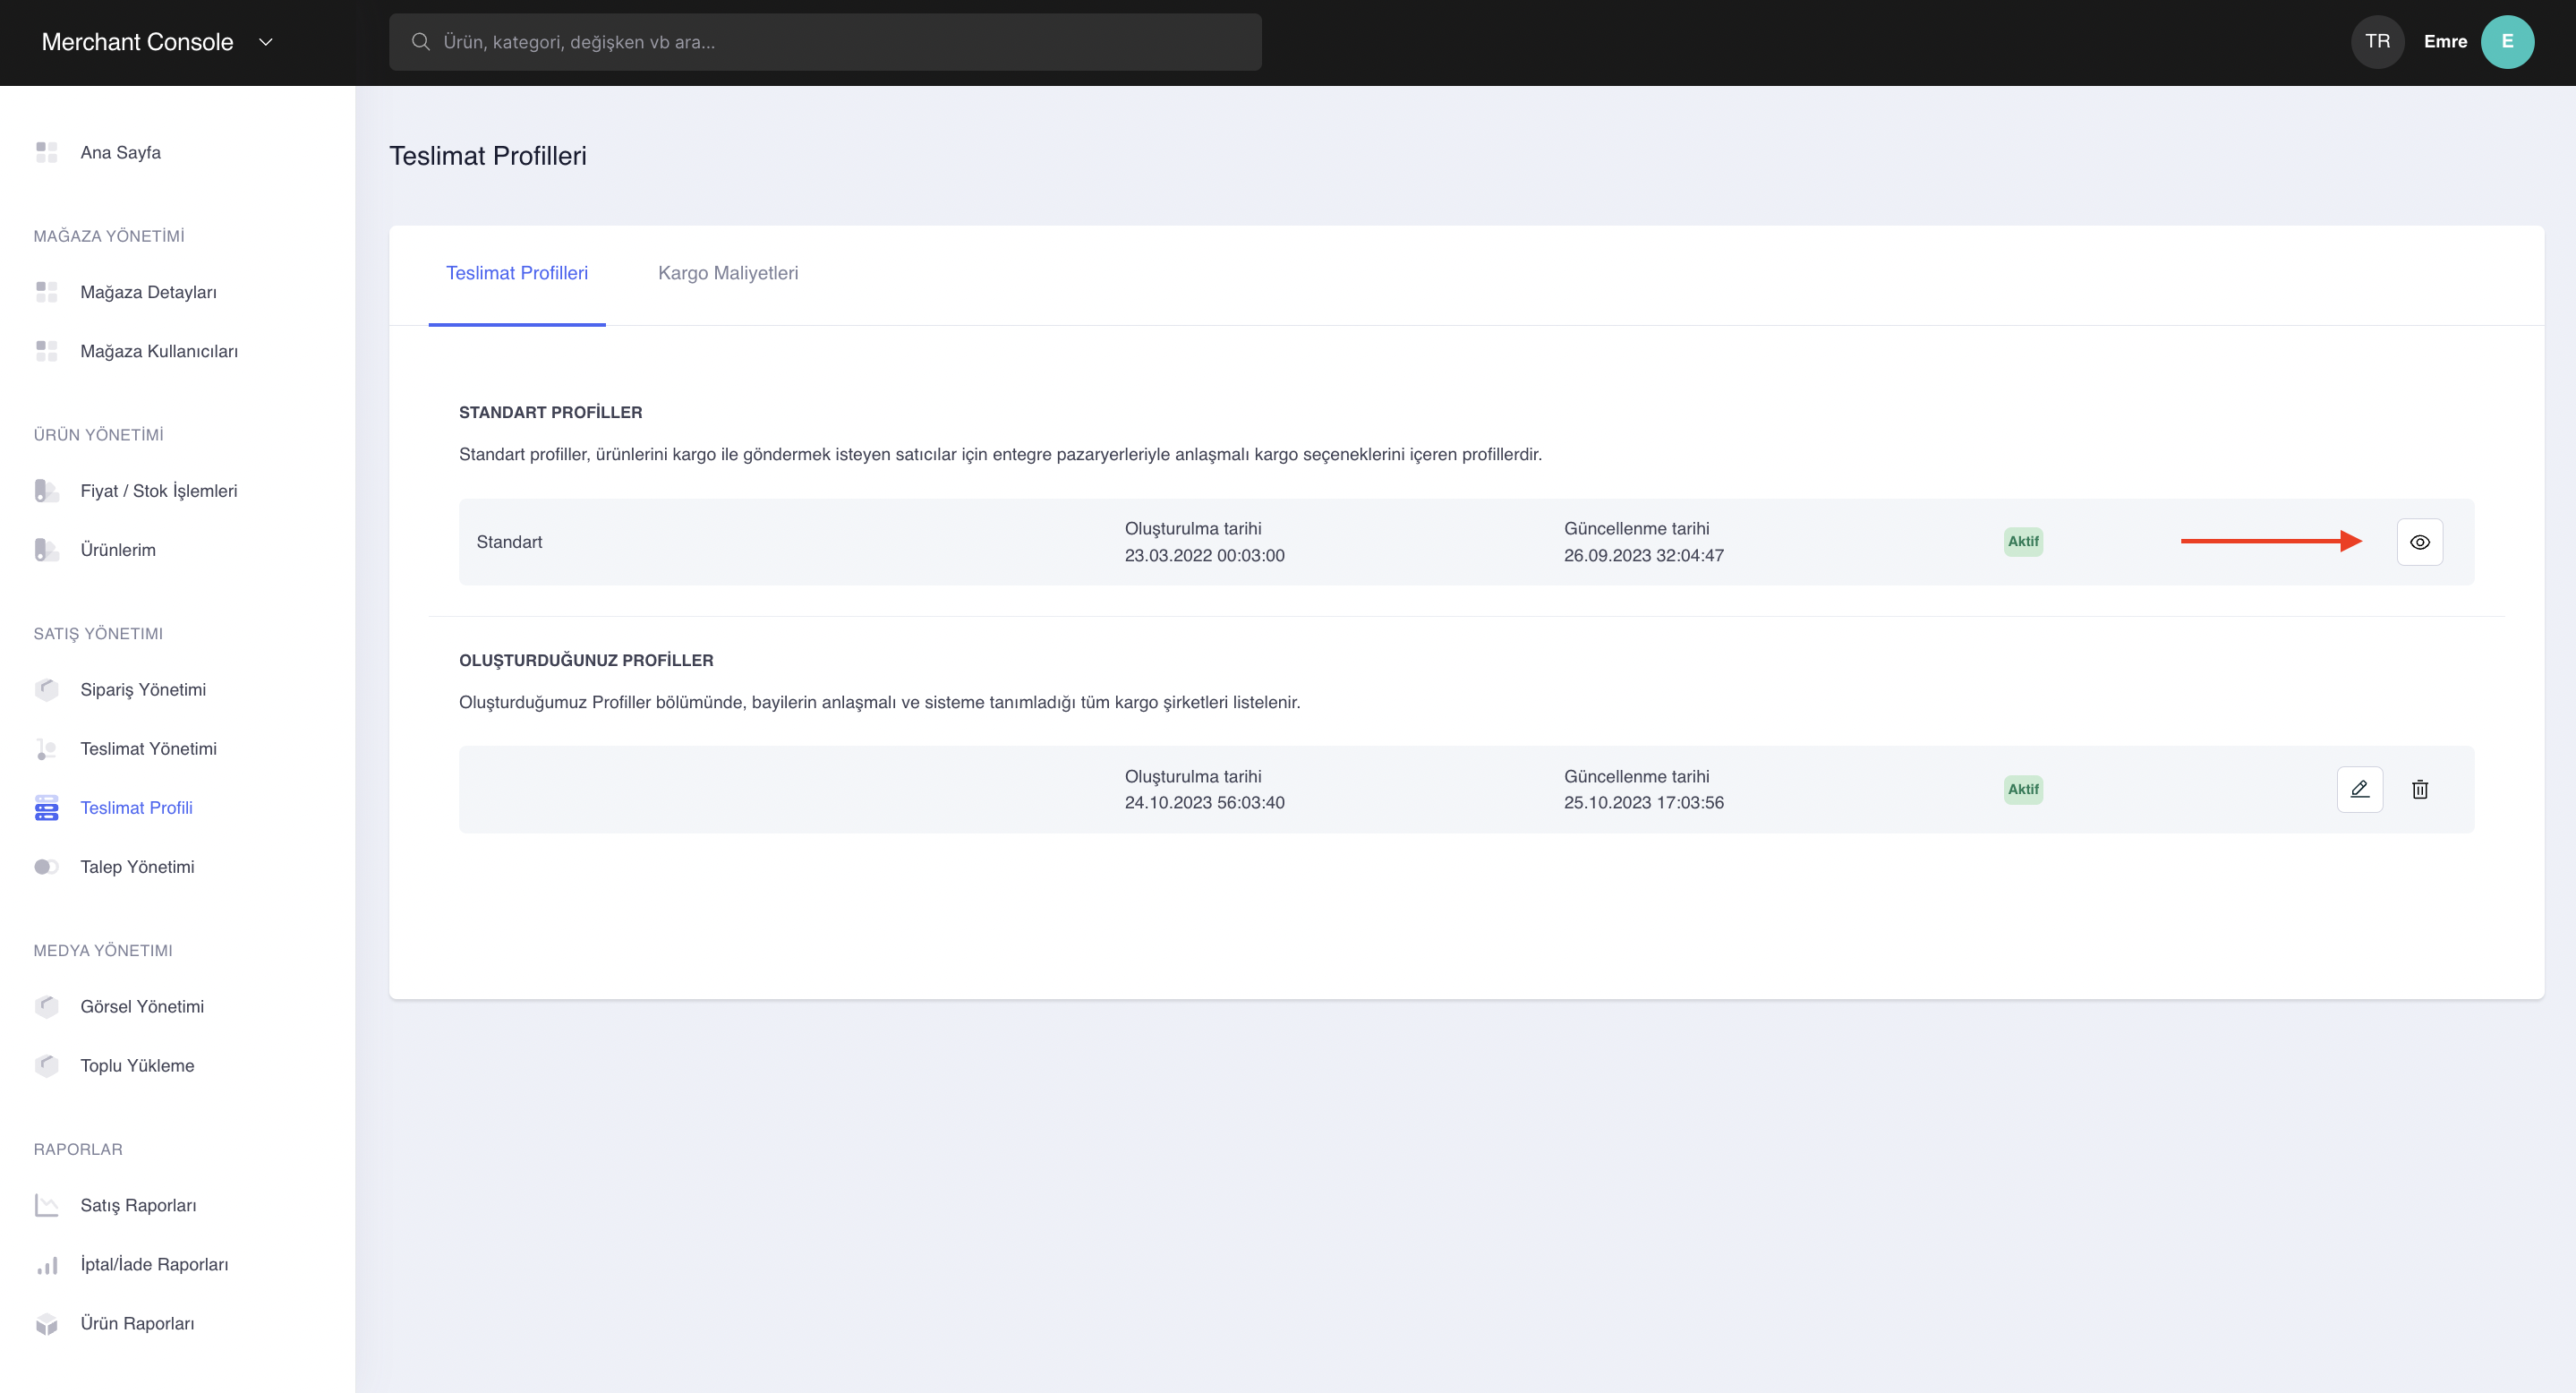 Merchant Console
Ürün, kategori, değişken vb ara...
TR
Emre
E
Ana Sayfa
MAĞAZA YÖNETİMİ
Mağaza Detayları
Mağaza Kullanıcıları
ÜRÜN YÖNETİMİ
Fiyat / Stok İşlemleri
Ürünlerim
SATIŞ YÖNETIMI
Sipariş Yönetimi
Teslimat Yönetimi
Teslimat Profili
Talep Yönetimi
MEDYA YÖNETIMI
Görsel Yönetimi
Toplu Yükleme
RAPORLAR
Satış Raporları
İptal/İade Raporları
Ürün Raporları
Teslimat Profilleri
Teslimat Profilleri
Kargo Maliyetleri
STANDART PROFİLLER
Standart profiller, ürünlerini kargo ile göndermek isteyen satıcılar için entegre pazaryerleriyle anlaşmalı kargo seçeneklerini içeren profillerdir.
Standart
Oluşturulma tarihi
23.03.2022 00:03:00
Güncellenme tarihi
26.09.2023 32:04:47
Aktif
OLUŞTURDUĞUNUZ PROFİLLER
Oluşturduğumuz Profiller bölümünde, bayilerin anlaşmalı ve sisteme tanımladığı tüm kargo şirketleri listelenir.
Oluşturulma tarihi
24.10.2023 56:03:40
Güncellenme tarihi
25.10.2023 17:03:56
Aktif